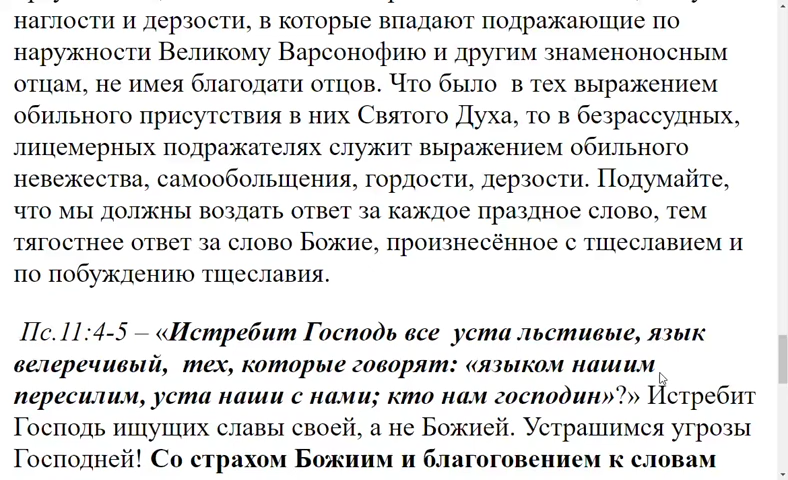 наглости и дерзости, в которые впадают подражающие по
наружности Великому Варсонофию и другим знаменоносным
отцам, не имея благодати отцов. Что было в тех выражением
обильного присутствия в них Святого Духа, то в безрассудных,
лицемерных подражателях служит выражением обильного
невежества, самообольщения, гордости, дерзости. Подумайте,
что мы должны воздать ответ за каждое праздное слово, тем
тягостнее ответ за слово Божие, произнесённое с тщеславием и
по побуждению тщеславия.
Пс.11:4-5 – «Истребит Господь все уста льстивые, язык
велеречивый, тех, которые говорят: «языком нашим
пересилим, уста наши с нами; кто нам господин»?» Истребит
Господь ищущих славы своей, а не Божией. Устрашимся угрозы
Господней! Со страхом Божиим и благоговением к словам